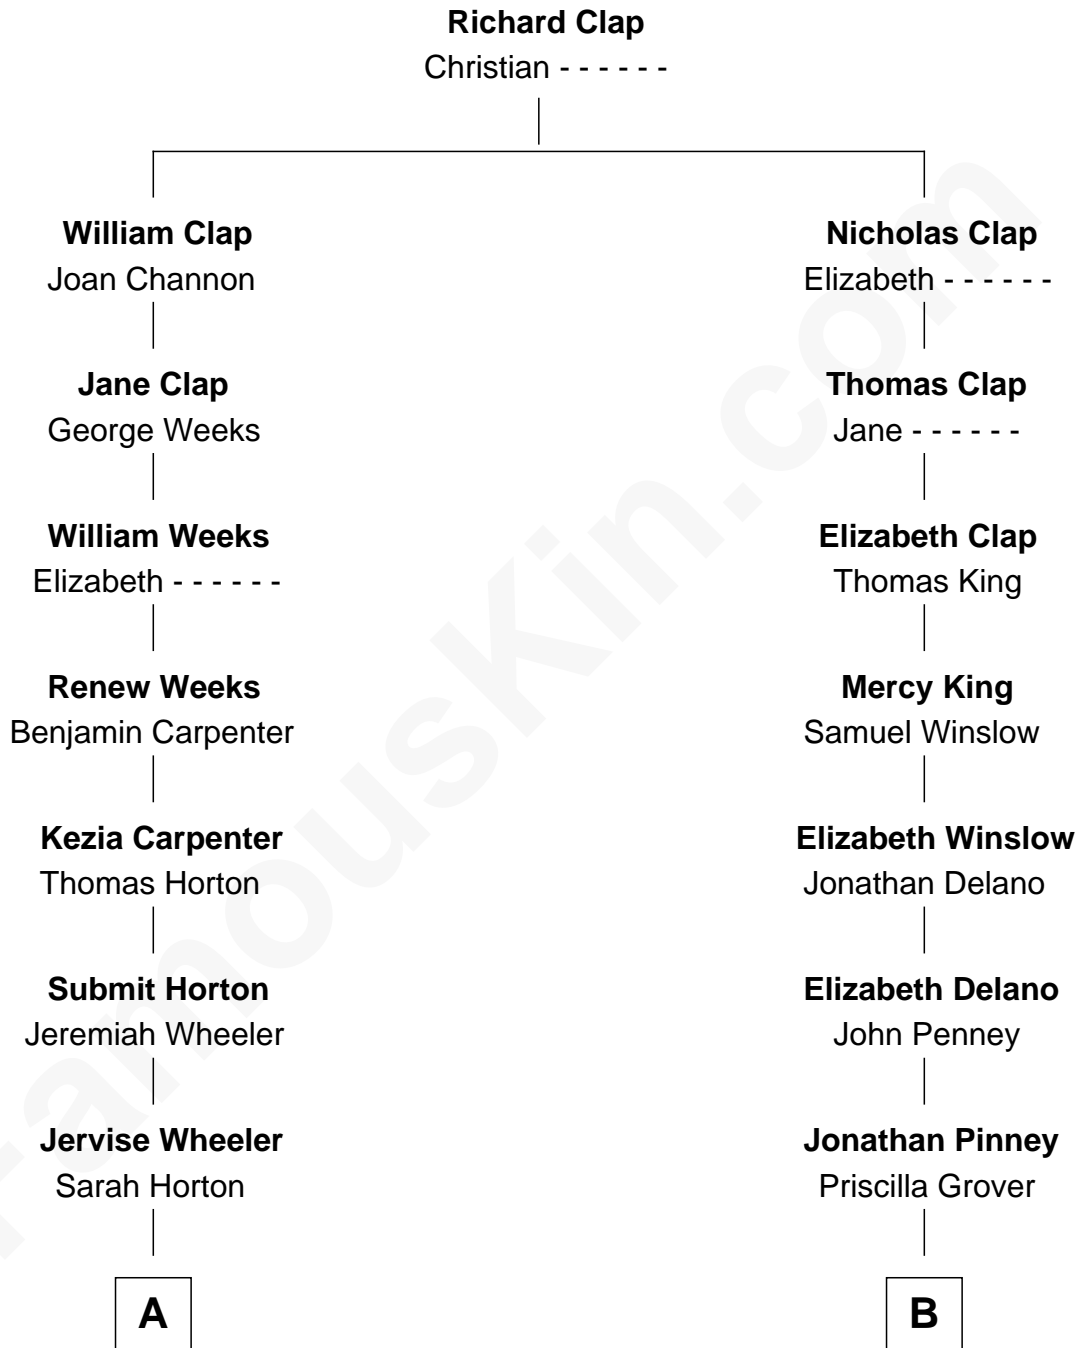 Richard Clap
Christian - - - - - -
William Clap
Joan Channon
Nicholas Clap
Elizabeth - - - - - -
Jane Clap
George Weeks
Thomas Clap
Jane - - - - - -
William Weeks
Elizabeth - - - - - -
Elizabeth Clap
Thomas King
Renew Weeks
Benjamin Carpenter
Mercy King
Samuel Winslow
Kezia Carpenter
Thomas Horton
Elizabeth Winslow
Jonathan Delano
Submit Horton
Jeremiah Wheeler
Elizabeth Delano
John Penney
Jervise Wheeler
Sarah Horton
Jonathan Pinney
Priscilla Grover
A
B
FamousKin.com